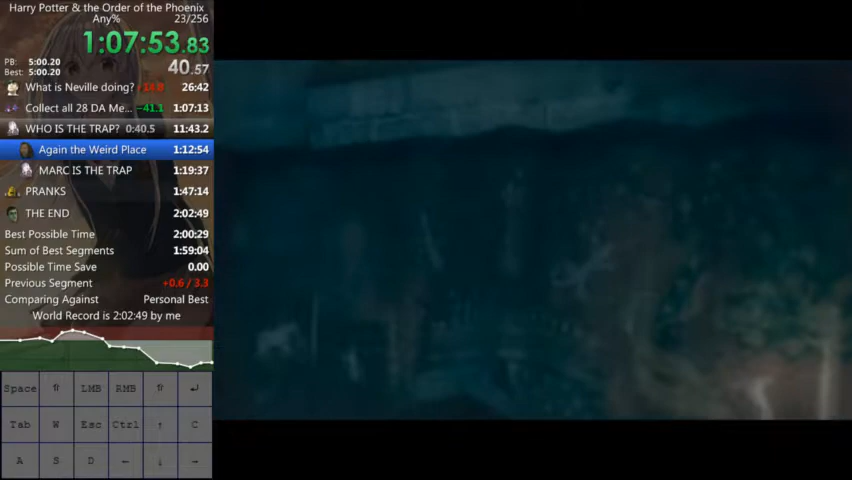 Harry Potter & the Order of the Phoenix
Any% 23/256
1:07:53.83
PB: 5:00.20
Best: 5:00.20
40.57
What is Neville doing? -14.8 26:42
Collect all 28 DA Me... -41.1 1:07:13
WHO IS THE TRAP? 0:40.5 11:43.2
Again the Weird Place 1:12:54
MARC IS THE TRAP 1:19:37
PRANKS 1:47:14
THE END 2:02:49
Best Possible Time 2:00:29
Sum of Best Segments 1:59:04
Possible Time Save 0.00
Previous Segment +0.6 / 3.3
Comparing Against Personal Best
World Record is 2:02:49 by me
Space ⇧ LMB RMB ⇧ ↵
Tab W Esc Ctrl ↑ C
A S D ← ↓ →